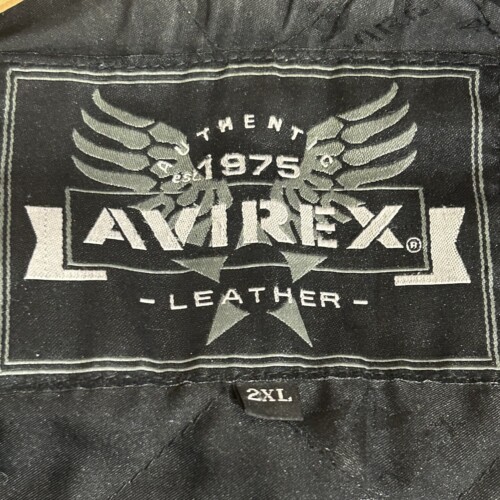 AUTHENTIC
est. 1975
AVIREX®
- LEATHER -
2XL